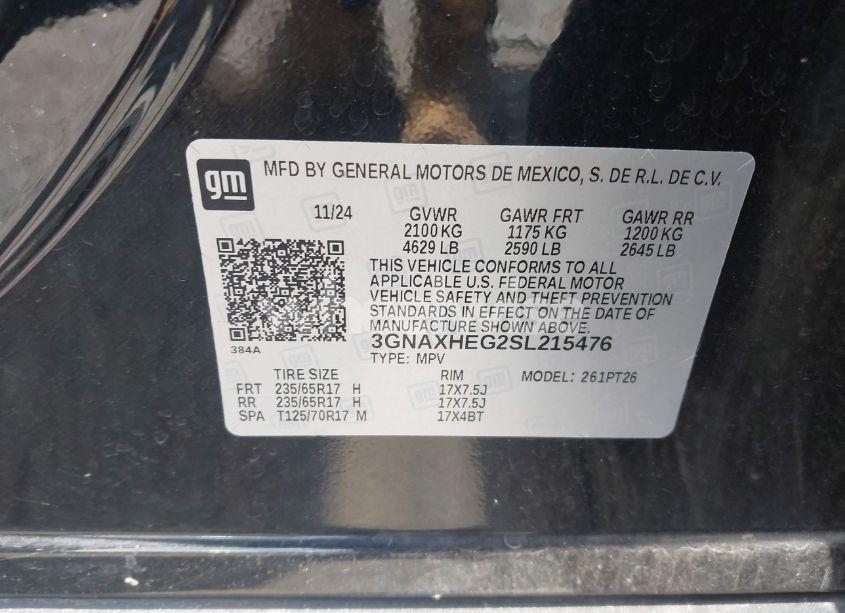 gm MFD BY GENERAL MOTORS DE MEXICO, S. DE R.L. DE C.V.
11/24 GVWR GAWR FRT GAWR RR
2100 KG 1175 KG 1200 KG
4629 LB 2590 LB 2645 LB
THIS VEHICLE CONFORMS TO ALL
APPLICABLE U.S. FEDERAL MOTOR
VEHICLE SAFETY AND THEFT PREVENTION
STANDARDS IN EFFECT ON THE DATE OF
MANUFACTURE SHOWN ABOVE.
384A
3GNAXHEG2SL215476
TYPE: MPV
TIRE SIZE RIM MODEL: 261PT26
FRT 235/65R17 H 17X7.5J
RR 235/65R17 H 17X7.5J
SPA T125/70R17 M 17X4BT